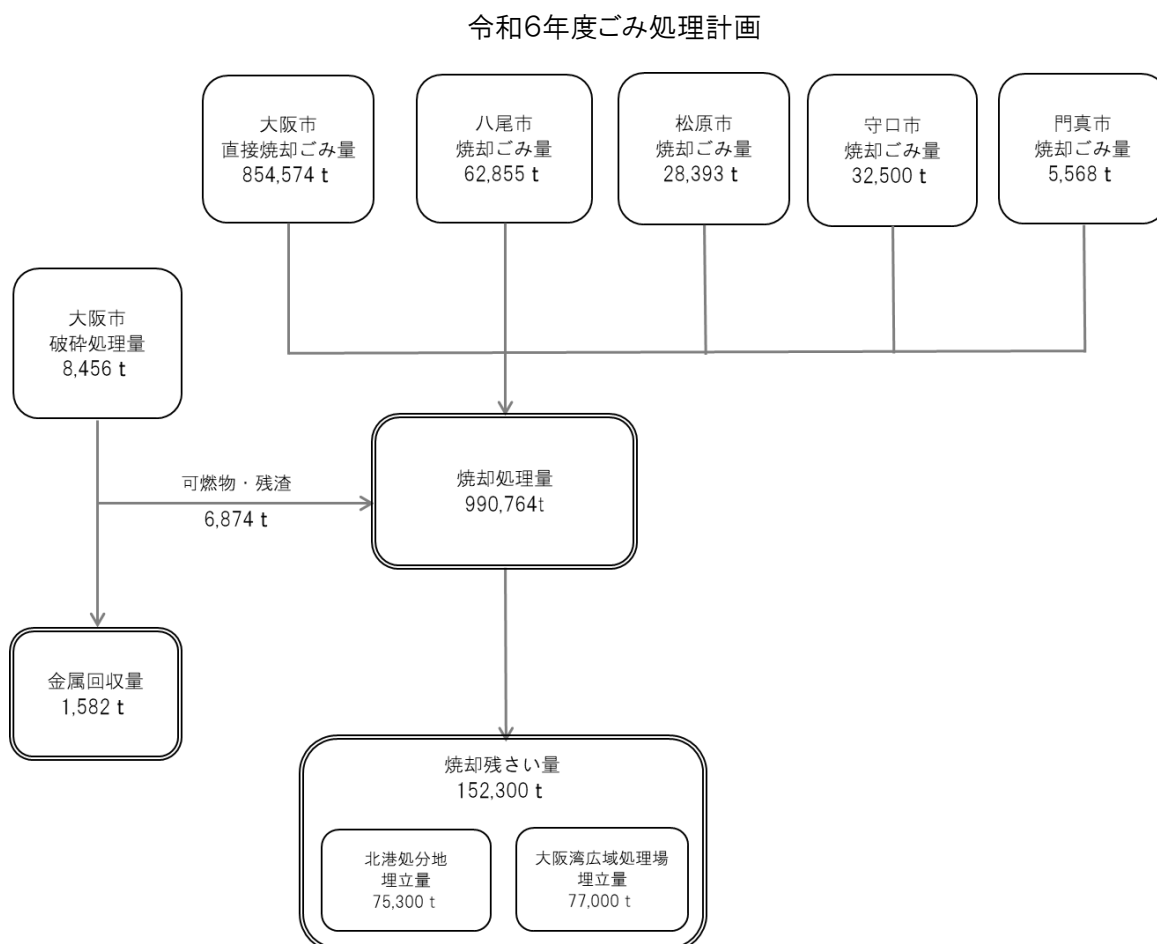 令和6年度ごみ処理計画
大阪市
直接焼却ごみ量
854,574 t
八尾市
焼却ごみ量
62,855 t
松原市
焼却ごみ量
28,393 t
守口市
焼却ごみ量
32,500 t
門真市
焼却ごみ量
5,568 t
大阪市
破砕処理量
8,456 t
可燃物・残渣
6,874 t
焼却処理量
990,764t
金属回収量
1,582 t
焼却残さい量
152,300 t
北港処分地
埋立量
75,300 t
大阪湾広域処理場
埋立量
77,000 t